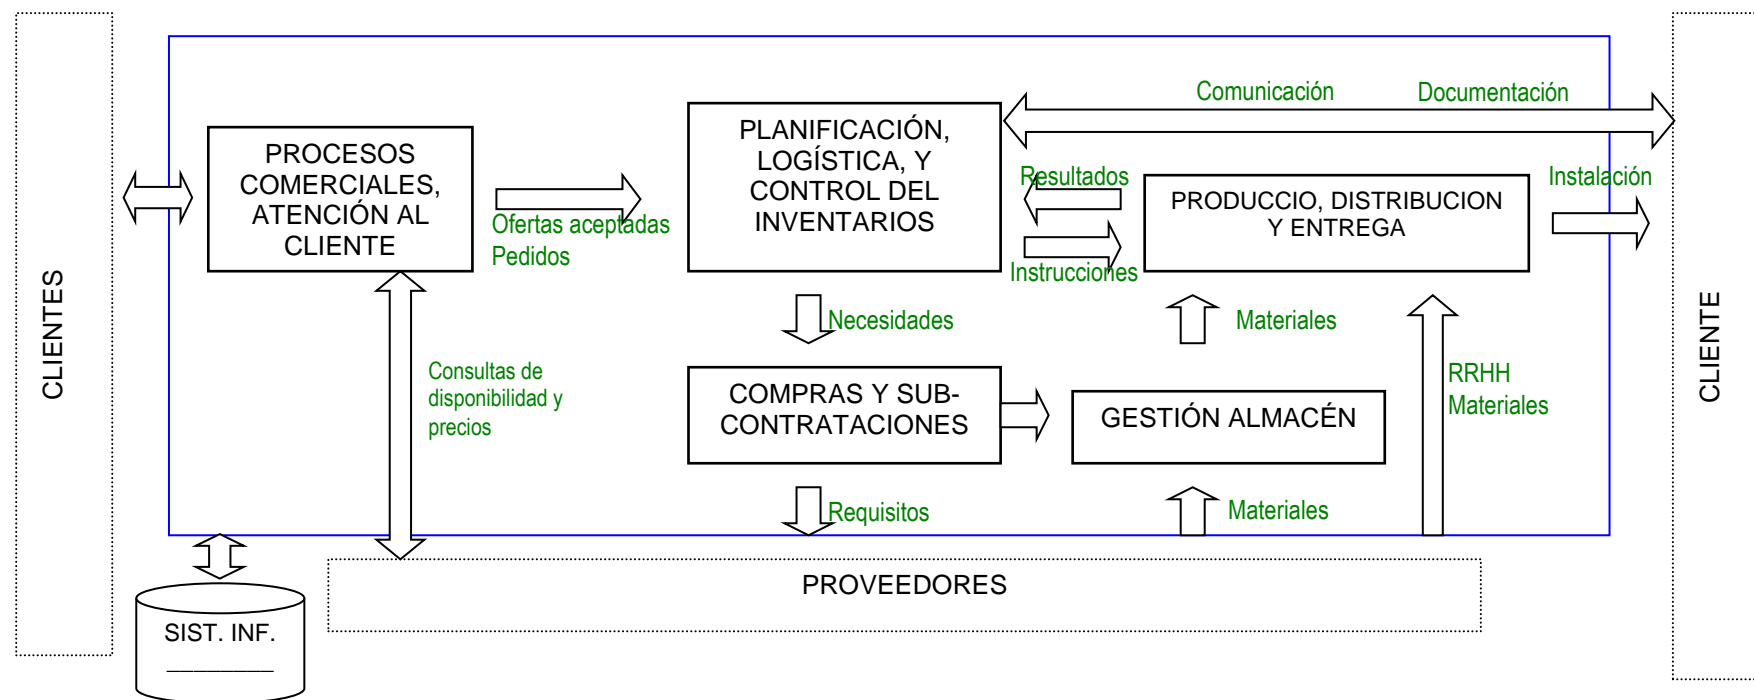 CLIENTES
PROCESOS
COMERCIALES,
ATENCIÓN AL
CLIENTE
Ofertas aceptadas
Pedidos
Consultas de
disponibilidad y
precios
PLANIFICACIÓN,
LOGÍSTICA, Y
CONTROL DEL
INVENTARIOS
Comunicación
Documentación
Resultados
Instrucciones
PRODUCCIO, DISTRIBUCION
Y ENTREGA
Instalación
Necesidades
Materiales
COMPRAS Y SUB-
CONTRATACIONES
GESTIÓN ALMACÉN
RRHH
Materiales
Requisitos
Materiales
PROVEEDORES
SIST. INF.
________
CLIENTE